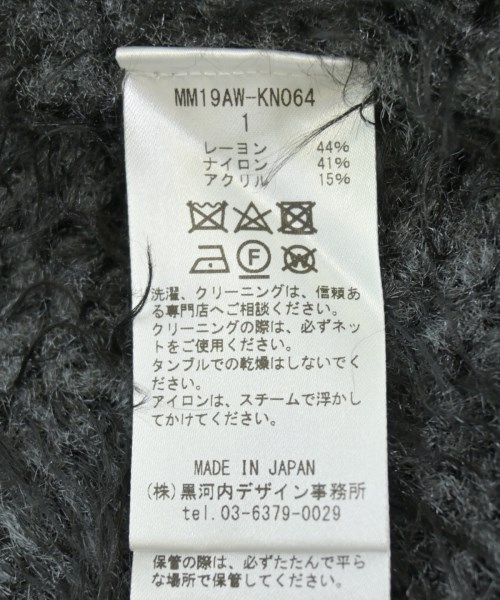 MM19AW-KN064
1
レーヨン 44%
ナイロン 41%
アクリル 15%
F W
洗濯、クリーニングは、信頼あ
る専門店へご相談ください。
クリーニングの際は、必ずネッ
トをご使用ください。
タンブルでの乾燥はしないでく
ださい。
アイロンは、スチームで浮かし
てかけてください。
MADE IN JAPAN
(株)黒河内デザイン事務所
tel.03-6379-0029
保管の際は、必ずたたんで平ら
な場所で保管してください。